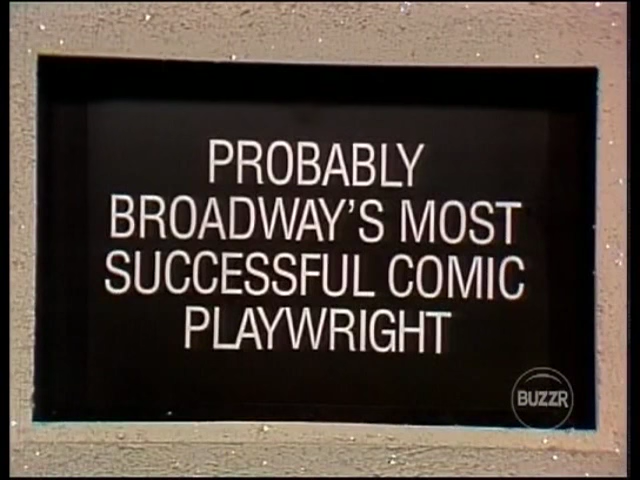 PROBABLY
BROADWAY'S MOST
SUCCESSFUL COMIC
PLAYWRIGHT
BUZZR